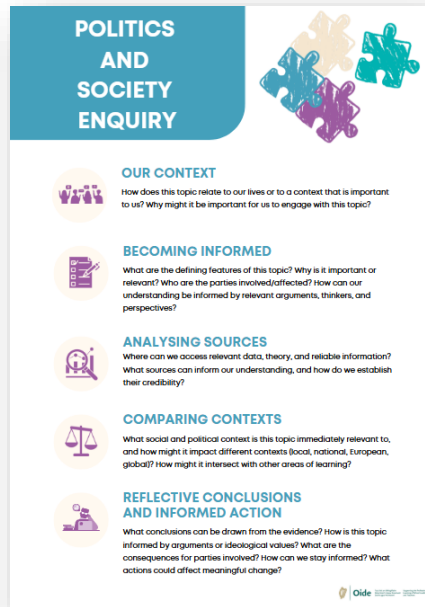 POLITICS
AND
SOCIETY
ENQUIRY
OUR CONTEXT
How does this topic relate to our lives or to a context that is important
to us? Why might it be important for us to engage with this topic?
BECOMING INFORMED
What are the defining features of this topic? Why is it important or
relevant? Who are the parties involved/affected? How can our
understanding be informed by relevant arguments, thinkers, and
perspectives?
ANALYSING SOURCES
Where can we access relevant data, theory, and reliable information?
What sources can inform our understanding, and how do we establish
their credibility?
COMPARING CONTEXTS
What social and political context is this topic immediately relevant to,
and how might it impact different contexts (local, national, European,
global)? How might it intersect with other areas of learning?
REFLECTIVE CONCLUSIONS
AND INFORMED ACTION
What conclusions can be drawn from the evidence? How is this topic
informed by arguments or ideological values? What are the
consequences for parties involved? How can we stay informed? What
actions could affect meaningful change?
Oide